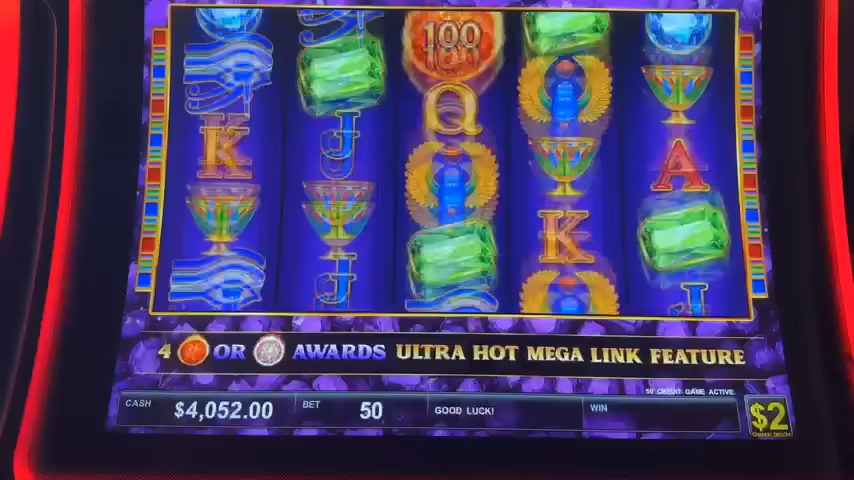 100
Q
K
J
A
K
J
J
4 OR AWARDS ULTRA HOT MEGA LINK FEATURE
50 CREDIT GAME ACTIVE.
CASH $4,052.00 BET 50 GOOD LUCK! WIN $2